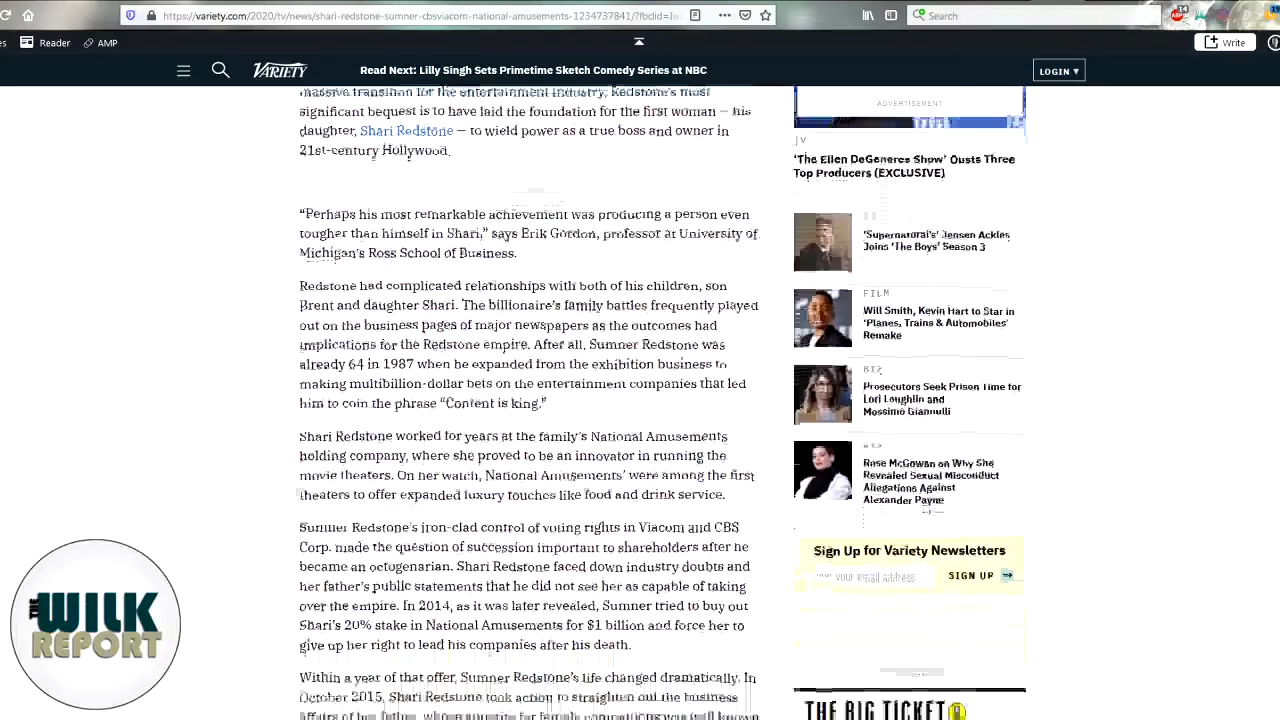 https://variety.com/2020/tv/news/shari-redstone-sumner-cbsviacom-national-amusements-1234737841/?fbclid=Iw
Search
14
es Reader AMP
Write
VARIETY
Read Next: Lilly Singh Sets Primetime Sketch Comedy Series at NBC
LOGIN ▾
massive transition for the entertainment industry, Redstone's most
significant bequest is to have laid the foundation for the first woman — his
daughter, Shari Redstone — to wield power as a true boss and owner in
21st-century Hollywood.
“Perhaps his most remarkable achievement was producing a person even
tougher than himself in Shari,” says Erik Gordon, professor at University of
Michigan’s Ross School of Business.
Redstone had complicated relationships with both of his children, son
Brent and daughter Shari. The billionaire’s family battles frequently played
out on the business pages of major newspapers as the outcomes had
implications for the Redstone empire. After all, Sumner Redstone was
already 64 in 1987 when he expanded from the exhibition business to
making multibillion-dollar bets on the entertainment companies that led
him to coin the phrase “Content is king.”
Shari Redstone worked for years at the family’s National Amusements
holding company, where she proved to be an innovator in running the
movie theaters. On her watch, National Amusements’ were among the first
theaters to offer expanded luxury touches like food and drink service.
Sumner Redstone’s iron-clad control of voting rights in Viacom and CBS
Corp. made the question of succession important to shareholders after he
became an octogenarian. Shari Redstone faced down industry doubts and
her father’s public statements that he did not see her as capable of taking
over the empire. In 2014, as it was later revealed, Sumner tried to buy out
Shari’s 20% stake in National Amusements for $1 billion and force her to
give up her right to lead his companies after his death.
Within a year of that offer, Sumner Redstone’s life changed dramatically. In
October 2015, Shari Redstone took action to straighten out the business
ADVERTISEMENT
‘The Ellen DeGeneres Show’ Ousts Three
Top Producers (EXCLUSIVE)
‘Supernatural’s’ Jensen Ackles
Joins ‘The Boys’ Season 3
FILM
Will Smith, Kevin Hart to Star in
‘Planes, Trains & Automobiles’
Remake
BIZ
Prosecutors Seek Prison Time for
Lori Loughlin and
Massimo Giannulli
Rose McGowan on Why She
Revealed Sexual Misconduct
Allegations Against
Alexander Payne
Sign Up for Variety Newsletters
your email address SIGN UP
THE BIG TICKET
THE WILK
REPORT